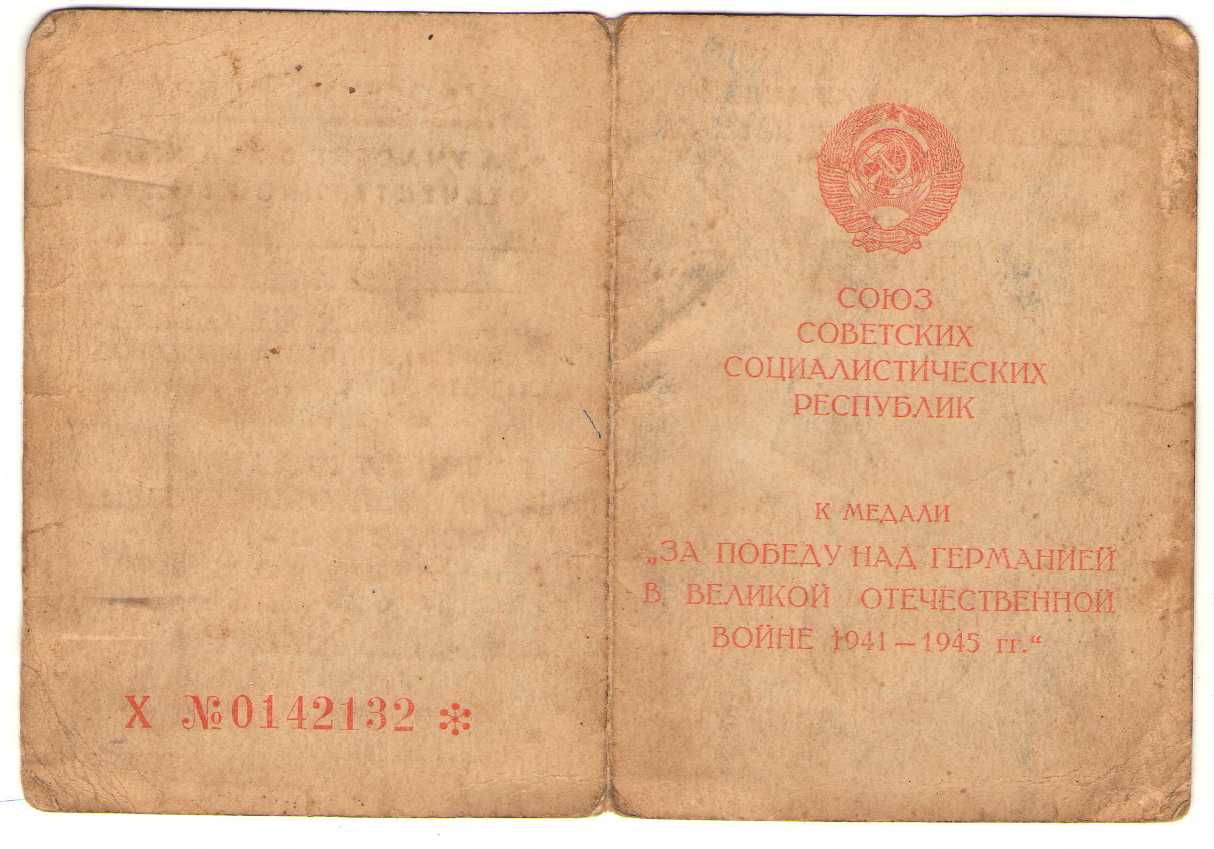 Х №0142132
СОЮЗ
СОВЕТСКИХ
СОЦИАЛИСТИЧЕСКИХ
РЕСПУБЛИК
К МЕДАЛИ
„ЗА ПОБЕДУ НАД ГЕРМАНИЕЙ
В ВЕЛИКОЙ ОТЕЧЕСТВЕННОЙ
ВОЙНЕ 1941—1945 гг.“